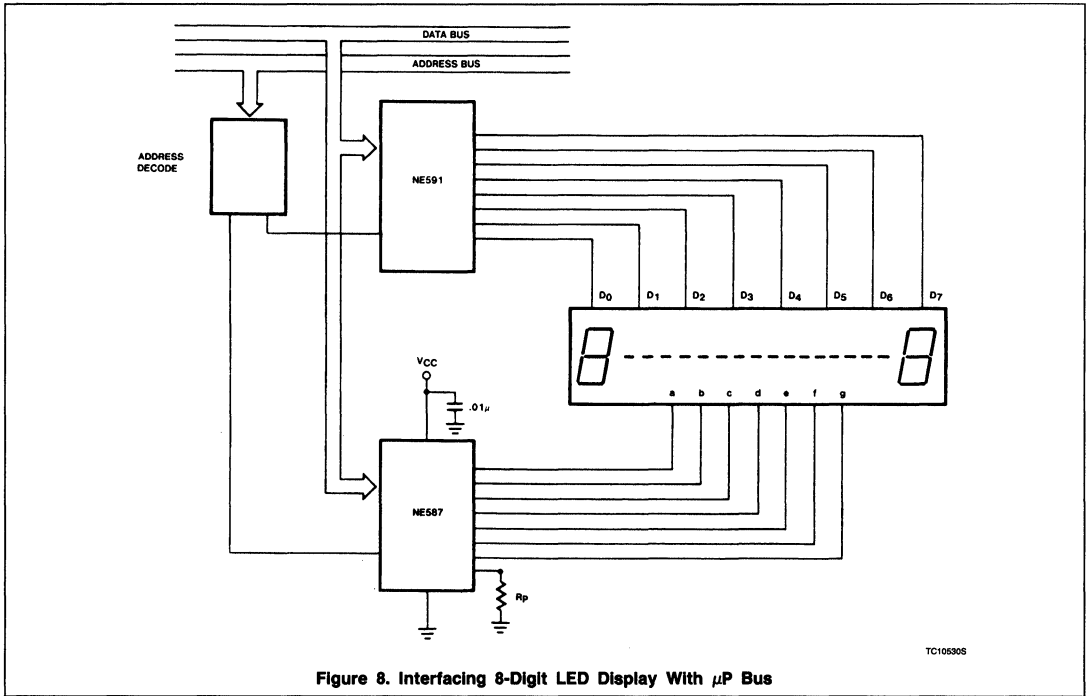 DATA BUS
ADDRESS BUS
ADDRESS
DECODE
NE591
D0 D1 D2 D3 D4 D5 D6 D7
a b c d e f g
VCC
.01μ
NE587
Rp
TC10530S
Figure 8. Interfacing 8-Digit LED Display With μP Bus